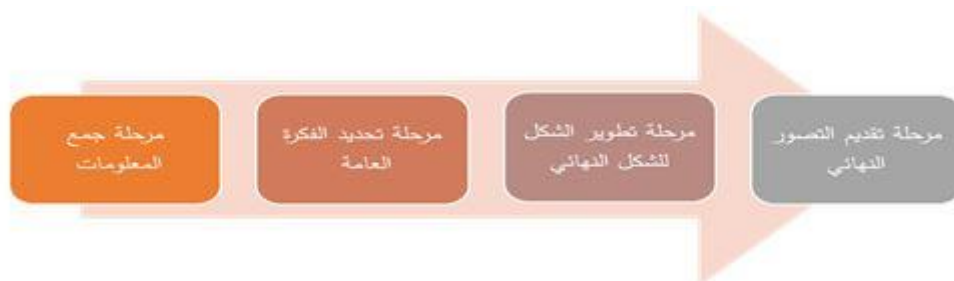 مرحلة جمع
المعلومات
مرحلة تحديد الفكرة
العامة
مرحلة تطوير الشكل
للشكل النهائي
مرحلة تقديم التصور
النهائي